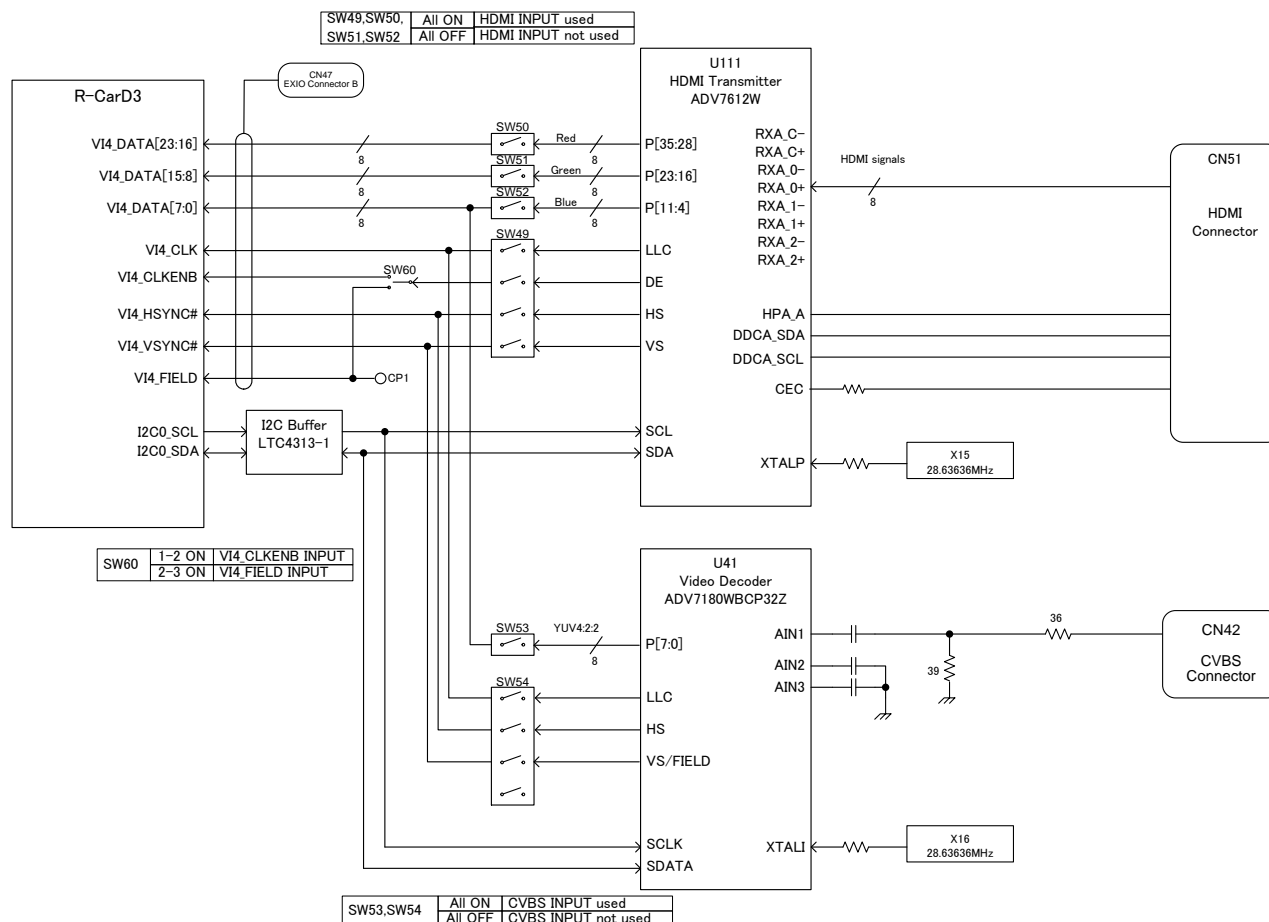 SW49,SW50, All ON HDMI INPUT used
SW51,SW52 All OFF HDMI INPUT not used
CN47
EXIO Connector B
R-CarD3
VI4_DATA[23:16]
VI4_DATA[15:8]
VI4_DATA[7:0]
VI4_CLK
VI4_CLKENB
VI4_HSYNC#
VI4_VSYNC#
VI4_FIELD
I2C0_SCL
I2C0_SDA
8
8
8
SW60
CP1
I2C Buffer
LTC4313-1
SW50
SW51
SW52
SW49
Red
8
Green
8
Blue
8
U111
HDMI Transmitter
ADV7612W
P[35:28]
P[23:16]
P[11:4]
LLC
DE
HS
VS
SCL
SDA
RXA_C-
RXA_C+
RXA_0-
RXA_0+
RXA_1-
RXA_1+
RXA_2-
RXA_2+
HPA_A
DDCA_SDA
DDCA_SCL
CEC
XTALP
HDMI signals
8
CN51
HDMI
Connector
X15
28.63636MHz
SW60 1-2 ON VI4_CLKENB INPUT
2-3 ON VI4_FIELD INPUT
U41
Video Decoder
ADV7180WBCP32Z
SW53
YUV4:2:2
8
SW54
P[7:0]
LLC
HS
VS/FIELD
SCLK
SDATA
AIN1
AIN2
AIN3
XTALI
36
39
CN42
CVBS
Connector
X16
28.63636MHz
SW53,SW54 All ON CVBS INPUT used
All OFF CVBS INPUT not used